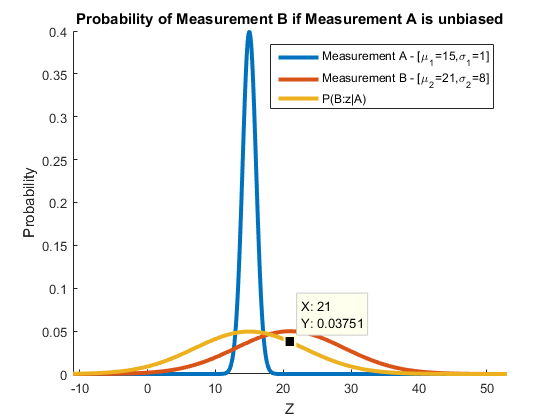 Probability of Measurement B if Measurement A is unbiased
0.4
0.35
0.3
0.25
0.2
0.15
0.1
0.05
0
Probability
Measurement A - [μ1=15,σ1=1]
Measurement B - [μ2=21,σ2=8]
P(B:z|A)
X: 21
Y: 0.03751
-10 0 10 20 30 40 50
Z